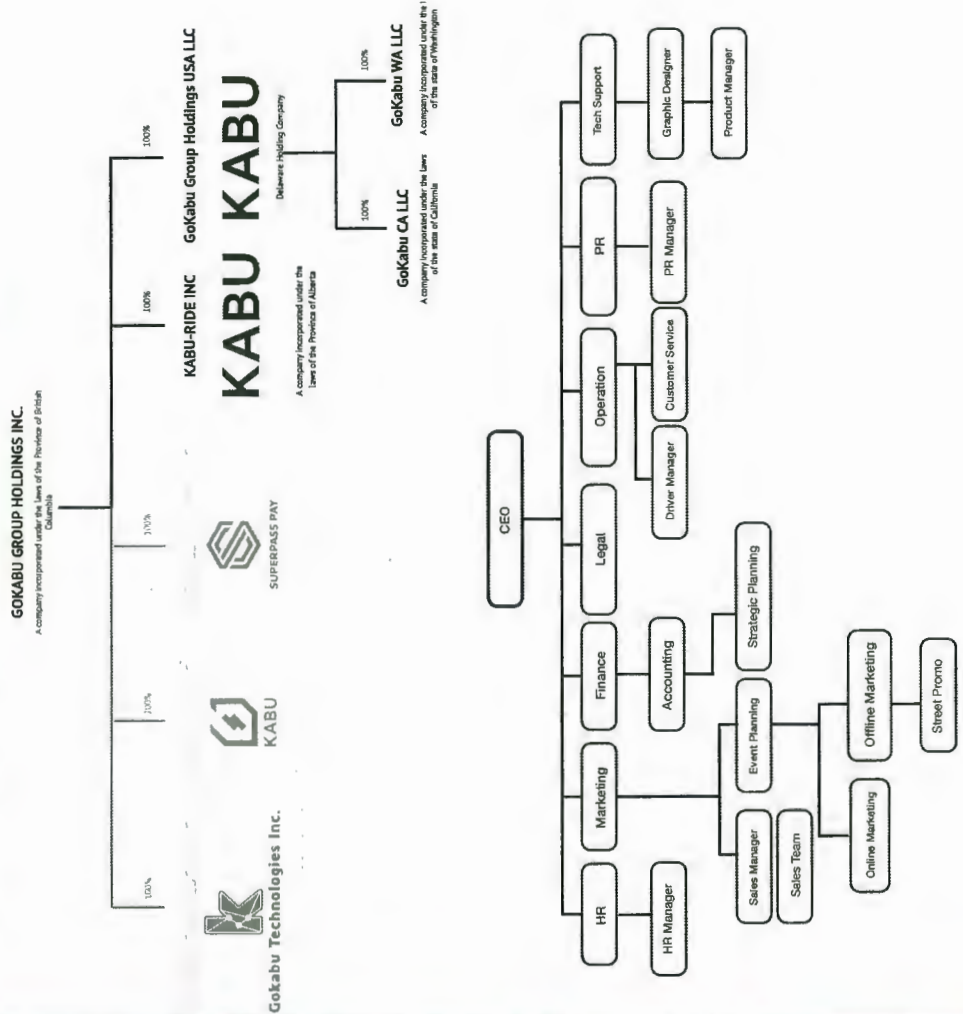 GOKABU GROUP HOLDINGS INC.
A company incorporated under the laws of the Province of British
Columbia
100%
100%
100%
100%
100%
Gokabu Technologies Inc.
KABU
SUPERPASS PAY
KABU-RIDE INC
KABU
A company incorporated under the
laws of the Province of Alberta
GoKabu Group Holdings USA LLC
KABU
Delaware Holding Company
100%
100%
GoKabu CA LLC
A company incorporated under the laws
of the state of California
GoKabu WA LLC
A company incorporated under the
of the state of Washington
CEO
HR
Marketing
Finance
Legal
Operation
PR
Tech Support
HR Manager
Accounting
Driver Manager
Customer Service
PR Manager
Graphic Designer
Sales Manager
Event Planning
Strategic Planning
Product Manager
Sales Team
Online Marketing
Offline Marketing
Street Promo